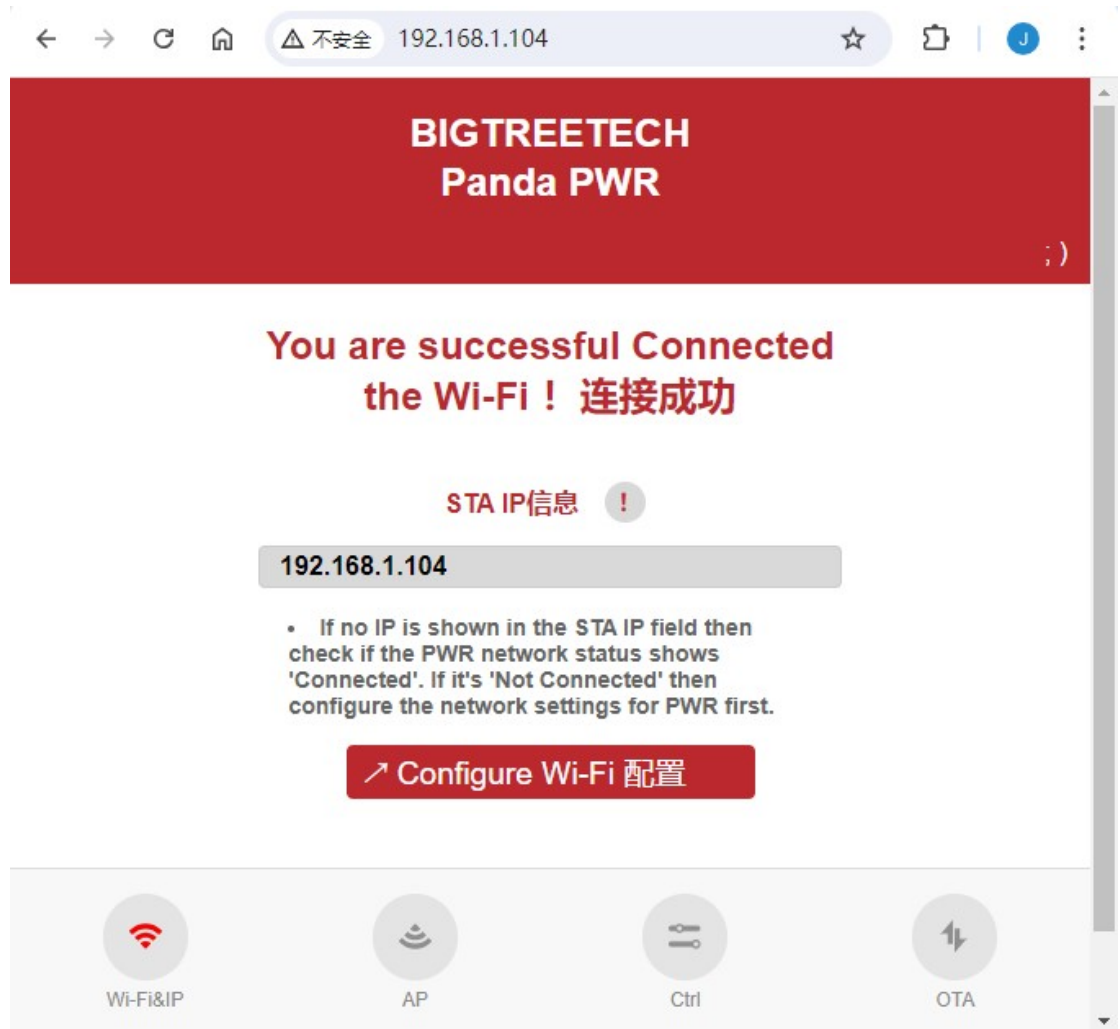 不安全 192.168.1.104
J
BIGTREETECH
Panda PWR
; )
You are successful Connected
the Wi-Fi！ 连接成功
STA IP信息 !
192.168.1.104
• If no IP is shown in the STA IP field then
check if the PWR network status shows
'Connected'. If it's 'Not Connected' then
configure the network settings for PWR first.
↗ Configure Wi-Fi 配置
Wi-Fi&IP AP Ctrl OTA